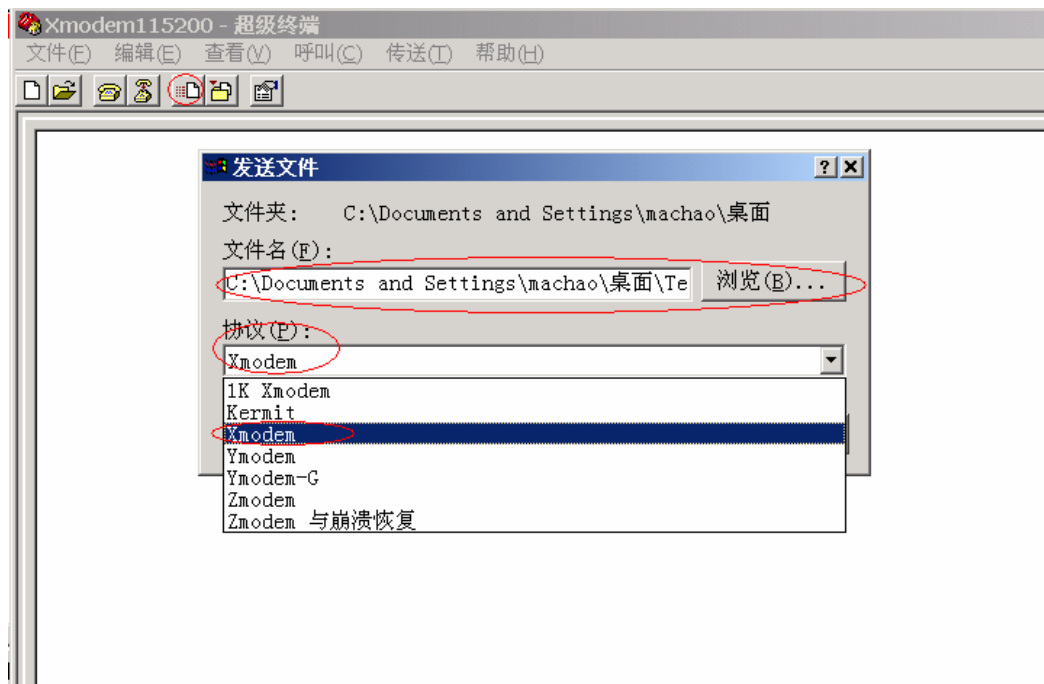 Xmodem115200 - 超级终端
文件(F) 编辑(E) 查看(V) 呼叫(C) 传送(T) 帮助(H)
发送文件
文件夹: C:\Documents and Settings\machao\桌面
文件名(F):
C:\Documents and Settings\machao\桌面\Te 浏览(B)...
协议(P):
Xmodem
1K Xmodem
Kermit
Xmodem
Ymodem
Ymodem-G
Zmodem
Zmodem 与崩溃恢复